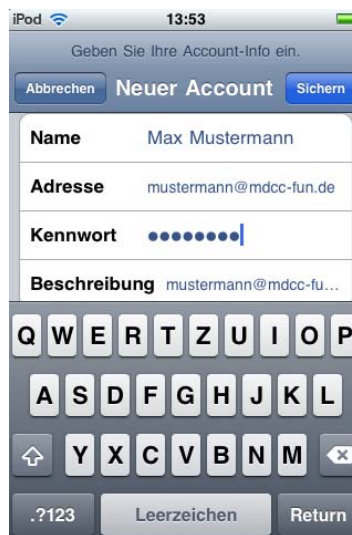 iPod 13:53
Geben Sie Ihre Account-Info ein.
Abbrechen Neuer Account Sichern
Name Max Mustermann
Adresse mustermann@mdcc-fun.de
Kennwort ●●●●●●●●
Beschreibung mustermann@mdcc-fu...
Q W E R T Z U I O P
A S D F G H J K L
Y X C V B N M
.?123 Leerzeichen Return